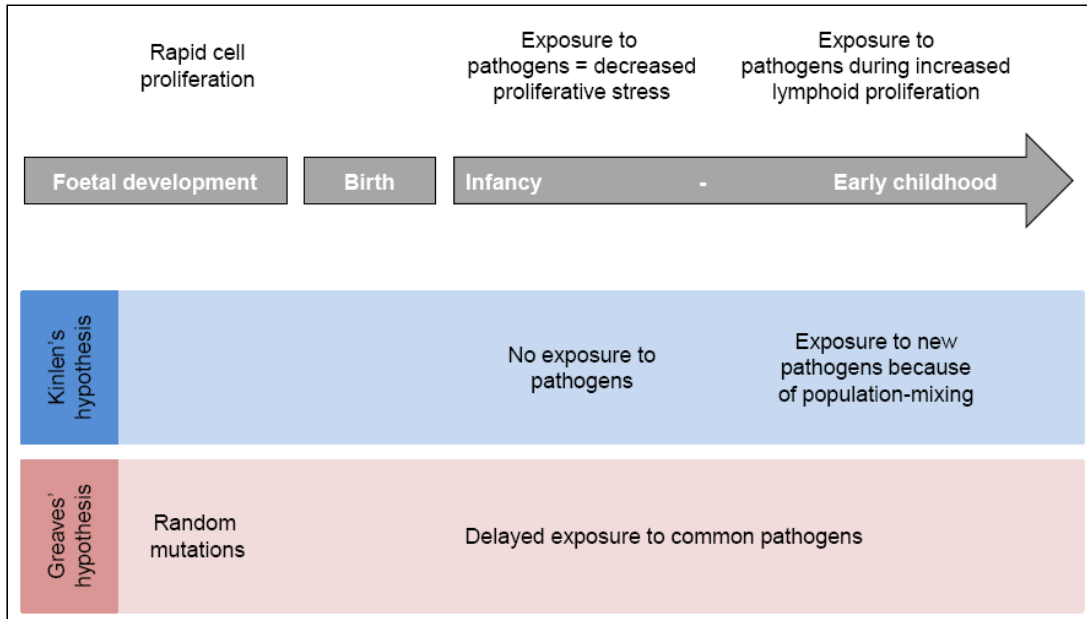 Rapid cell
proliferation
Exposure to
pathogens = decreased
proliferative stress
Exposure to
pathogens during increased
lymphoid proliferation
Foetal development
Birth
Infancy - Early childhood
Kinlen's
hypothesis
No exposure to
pathogens
Exposure to new
pathogens because
of population-mixing
Greaves'
hypothesis
Random
mutations
Delayed exposure to common pathogens